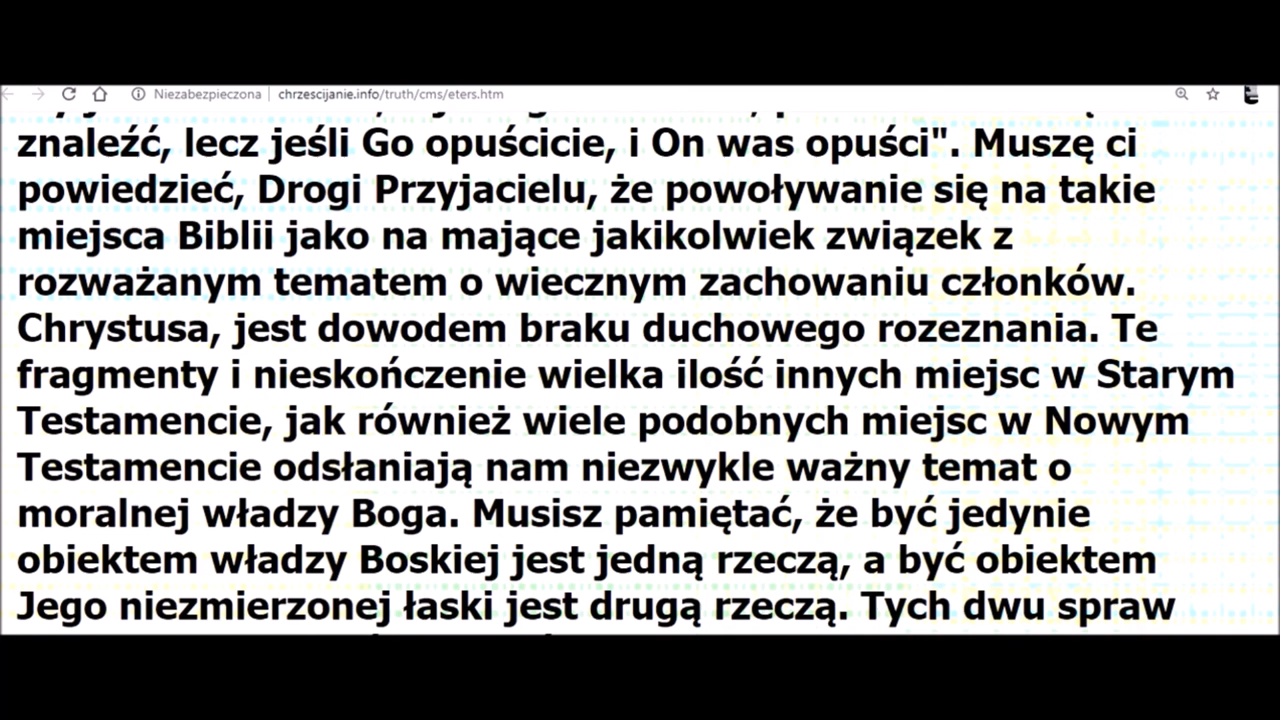 Niezabezpieczona chrzescijanie.info/truth/cms/eters.htm
znaleźć, lecz jeśli Go opuścicie, i On was opuści". Muszę ci
powiedzieć, Drogi Przyjacielu, że powoływanie się na takie
miejsca Biblii jako na mające jakikolwiek związek z
rozważanym tematem o wiecznym zachowaniu członków.
Chrystusa, jest dowodem braku duchowego rozeznania. Te
fragmenty i nieskończenie wielka ilość innych miejsc w Starym
Testamencie, jak również wiele podobnych miejsc w Nowym
Testamencie odsłaniają nam niezwykle ważny temat o
moralnej władzy Boga. Musisz pamiętać, że być jedynie
obiektem władzy Boskiej jest jedną rzeczą, a być obiektem
Jego niezmierzonej łaski jest drugą rzeczą. Tych dwu spraw